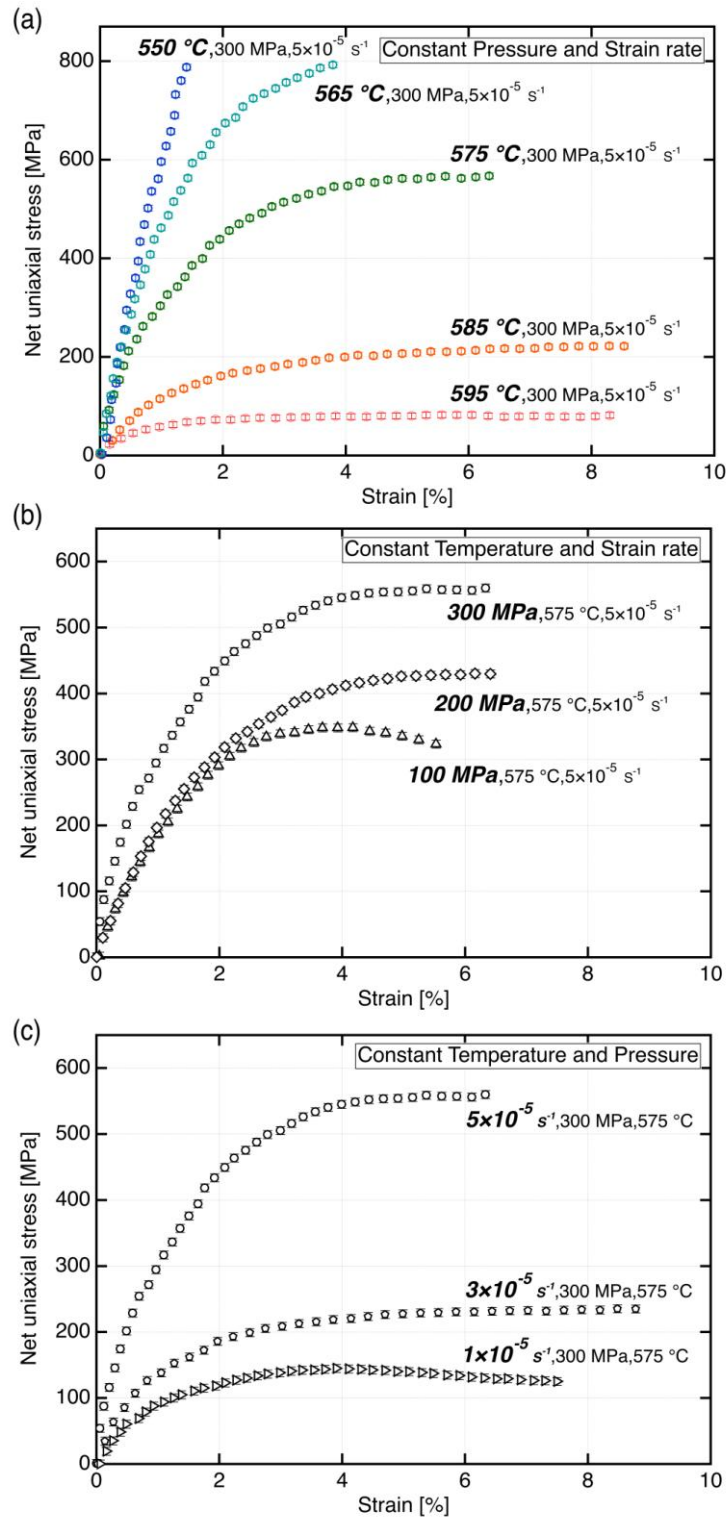 (a)
550 °C,300 MPa,5×10⁻⁵ s⁻¹
Constant Pressure and Strain rate
565 °C,300 MPa,5×10⁻⁵ s⁻¹
575 °C,300 MPa,5×10⁻⁵ s⁻¹
585 °C,300 MPa,5×10⁻⁵ s⁻¹
595 °C,300 MPa,5×10⁻⁵ s⁻¹
Net uniaxial stress [MPa]
800
600
400
200
0
0 2 4 6 8 10
Strain [%]
(b)
Constant Temperature and Strain rate
300 MPa,575 °C,5×10⁻⁵ s⁻¹
200 MPa,575 °C,5×10⁻⁵ s⁻¹
100 MPa,575 °C,5×10⁻⁵ s⁻¹
Net uniaxial stress [MPa]
600
500
400
300
200
100
0
0 2 4 6 8 10
Strain [%]
(c)
Constant Temperature and Pressure
5×10⁻⁵ s⁻¹,300 MPa,575 °C
3×10⁻⁵ s⁻¹,300 MPa,575 °C
1×10⁻⁵ s⁻¹,300 MPa,575 °C
Net uniaxial stress [MPa]
600
500
400
300
200
100
0
0 2 4 6 8 10
Strain [%]